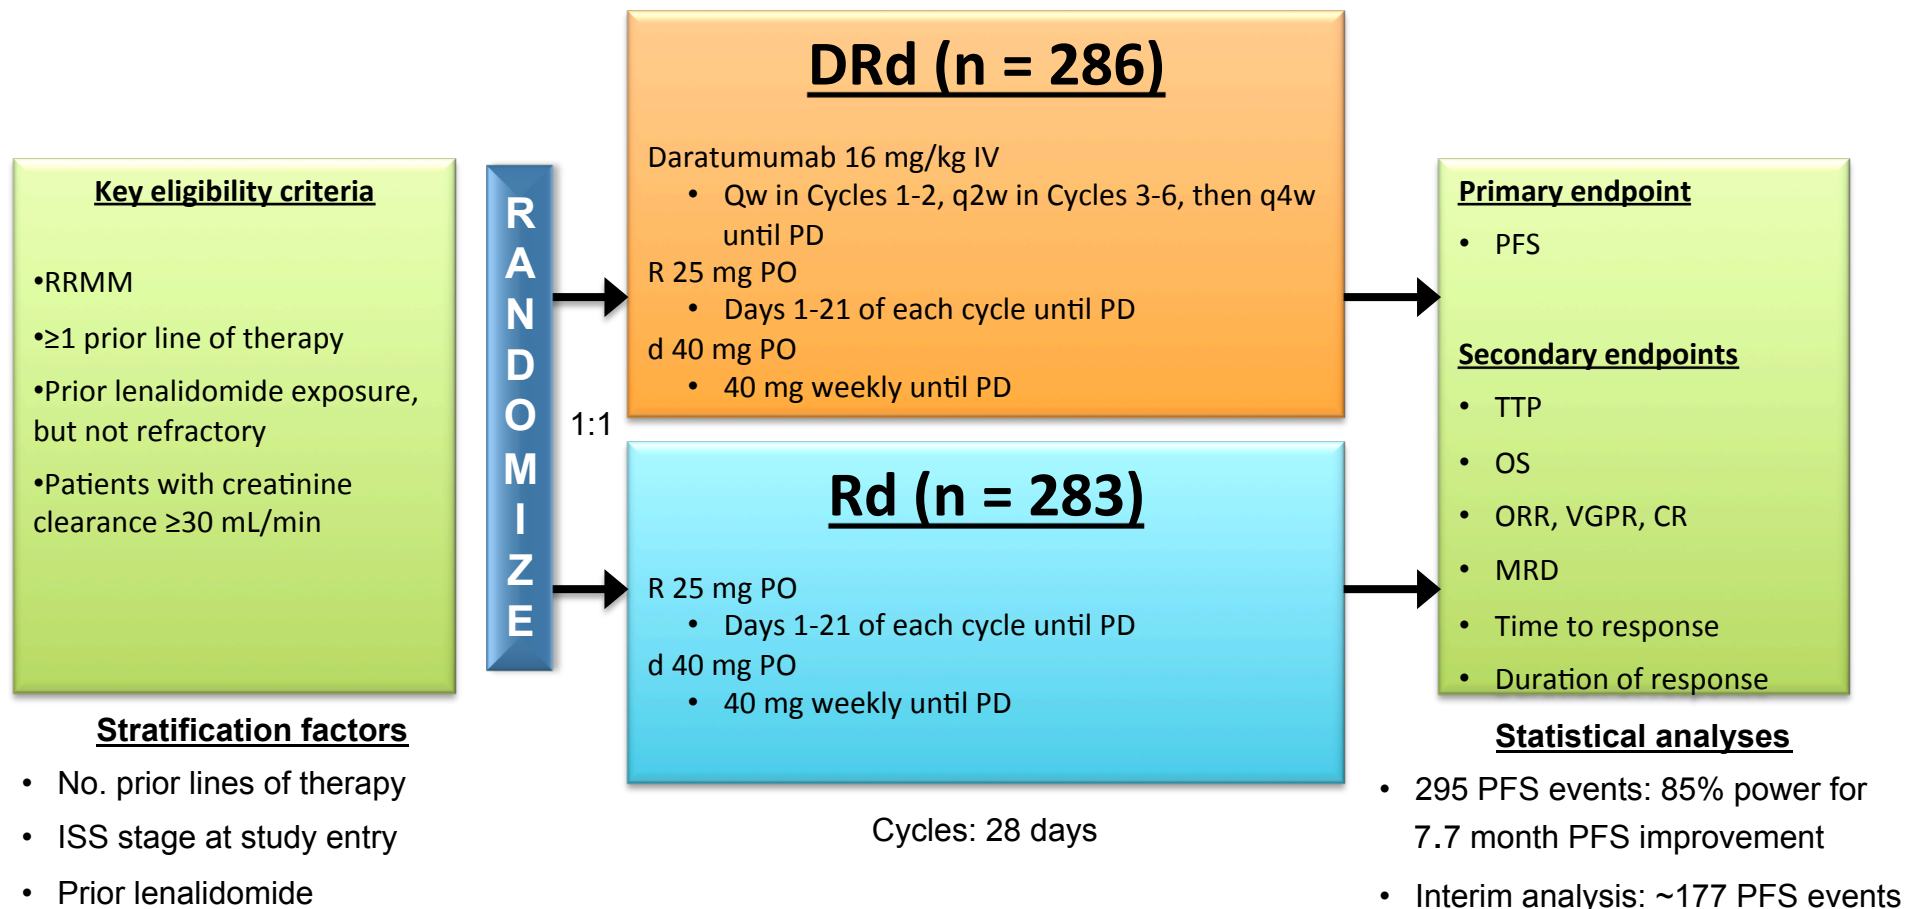 Key eligibility criteria
•RRMM
•≥1 prior line of therapy
•Prior lenalidomide exposure,
but not refractory
•Patients with creatinine
clearance ≥30 mL/min
Stratification factors
• No. prior lines of therapy
• ISS stage at study entry
• Prior lenalidomide
RANDOMIZE
1:1
DRd (n = 286)
Daratumumab 16 mg/kg IV
• Qw in Cycles 1-2, q2w in Cycles 3-6, then q4w
until PD
R 25 mg PO
• Days 1-21 of each cycle until PD
d 40 mg PO
• 40 mg weekly until PD
Rd (n = 283)
R 25 mg PO
• Days 1-21 of each cycle until PD
d 40 mg PO
• 40 mg weekly until PD
Cycles: 28 days
Primary endpoint
• PFS
Secondary endpoints
• TTP
• OS
• ORR, VGPR, CR
• MRD
• Time to response
• Duration of response
Statistical analyses
• 295 PFS events: 85% power for
7.7 month PFS improvement
• Interim analysis: ~177 PFS events